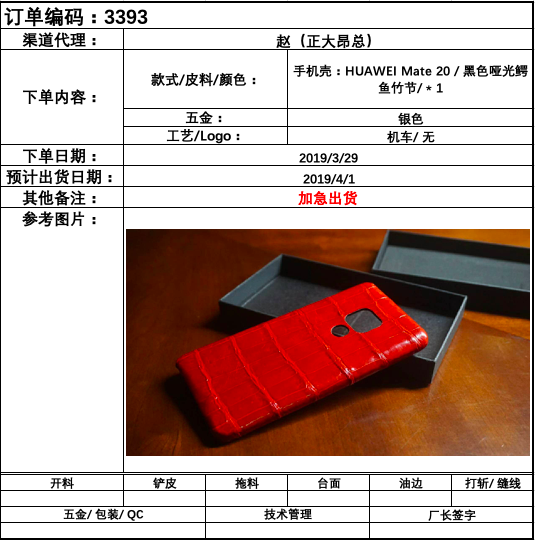 订单编码：3393
渠道代理： 赵（正大昂总）
下单内容：
款式/皮料/颜色： 手机壳：HUAWEI Mate 20 / 黑色哑光鳄
鱼竹节/﹡1
五金： 银色
工艺/Logo： 机车/ 无
下单日期： 2019/3/29
预计出货日期： 2019/4/1
其他备注： 加急出货
参考图片：
开料 铲皮 拖料 台面 油边 打斩/ 缝线
五金/ 包装/ QC 技术管理 厂长签字